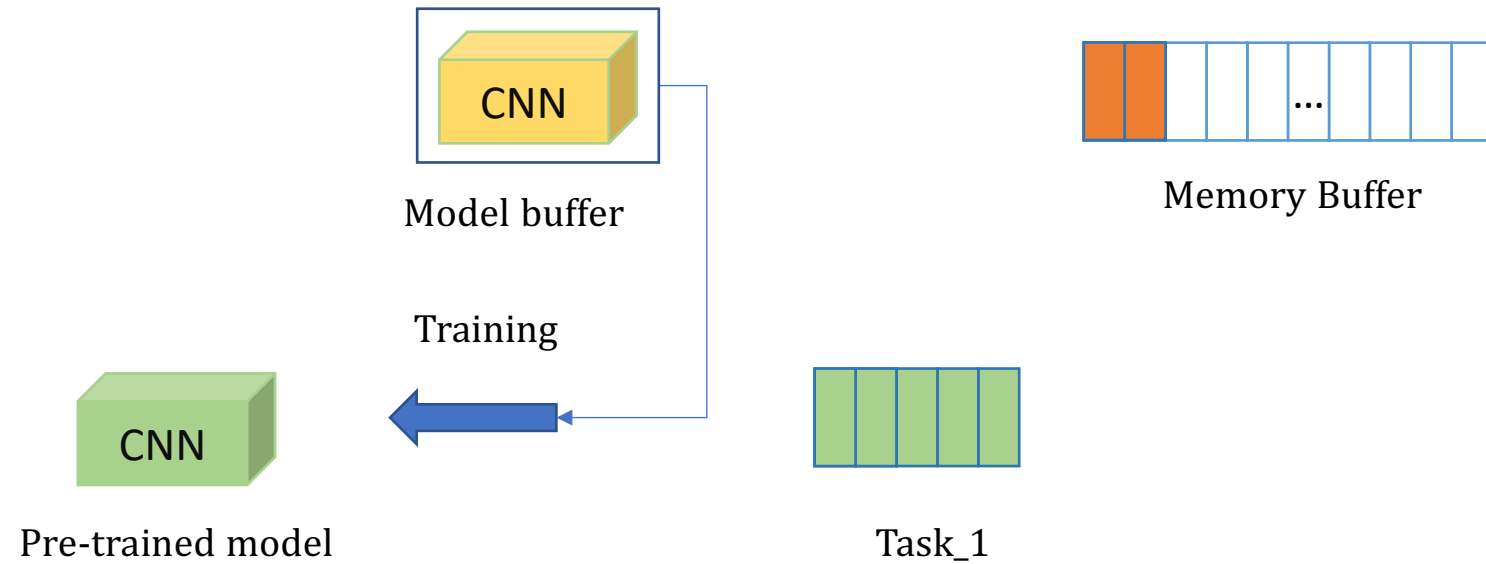 CNN
Model buffer
...
Memory Buffer
Training
CNN
Pre-trained model
Task_1